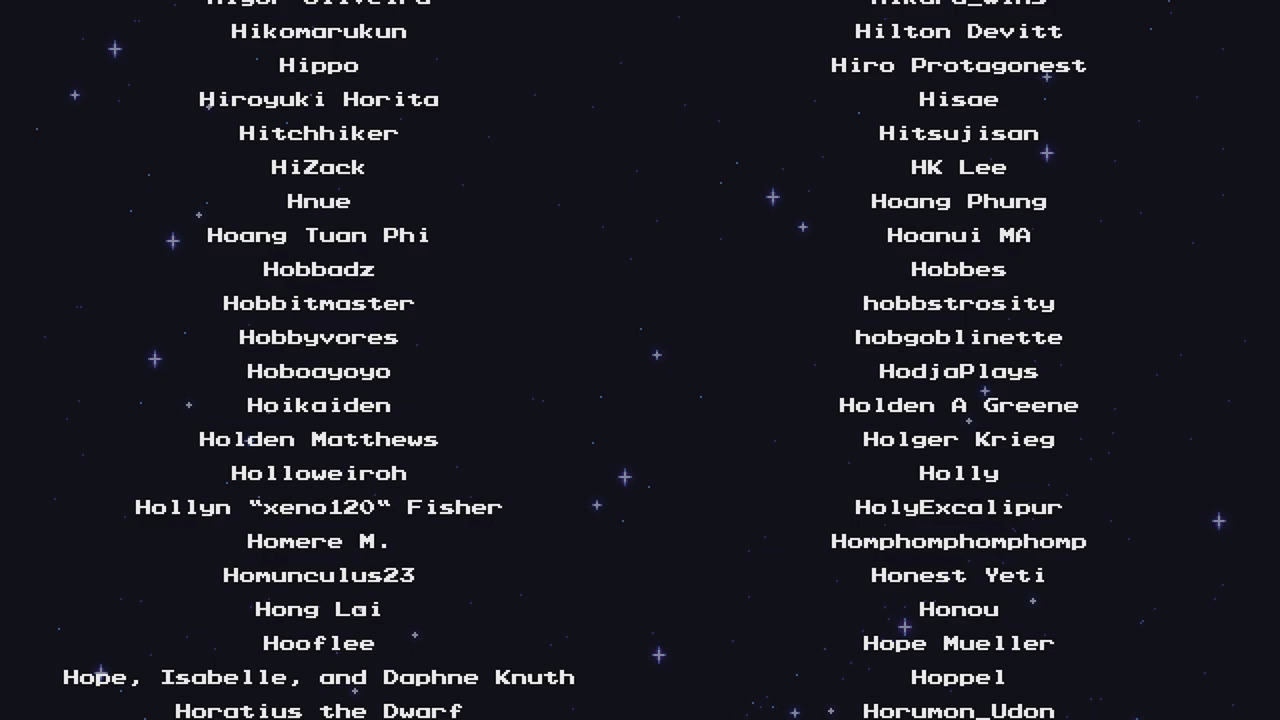 Higor Oliveira Hikaru_wins
Hikomarukun Hilton Devitt
Hippo Hiro Protagonest
Hiroyuki Horita Hisae
Hitchhiker Hitsujisan
HiZack HK Lee
Hnue Hoang Phung
Hoang Tuan Phi Hoanui MA
Hobbadz Hobbes
Hobbitmaster hobbstrosity
Hobbyvores hobgoblinette
Hoboayoyo HodjaPlays
Hoikaiden Holden A Greene
Holden Matthews Holger Krieg
Holloweiroh Holly
Hollyn "xeno120" Fisher HolyExcalipur
Homere M. Homphomphomphomp
Homunculus23 Honest Yeti
Hong Lai Honou
Hooflee Hope Mueller
Hope, Isabelle, and Daphne Knuth Hoppel
Horatius the Dwarf Horumon_Udon